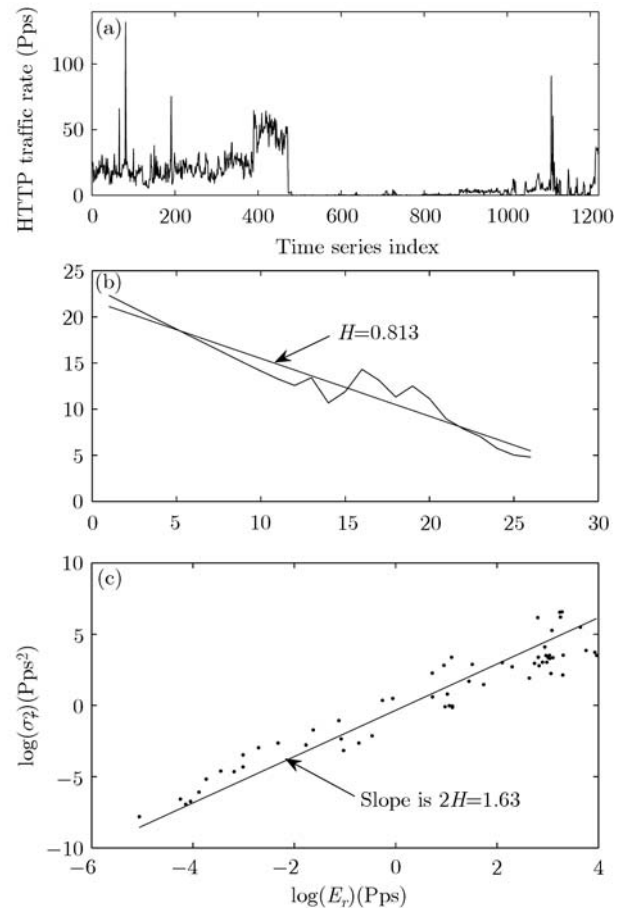 (a)
HTTP traffic rate (Pps)
100
50
0
0 200 400 600 800 1000 1200
Time series index
(b)
25
20
15
10
5
0
H=0.813
0 5 10 15 20 25 30
(c)
log(σ²ᵣ)(Pps²)
10
5
0
−5
−10
Slope is 2H=1.63
−6 −4 −2 0 2 4
log(Eᵣ)(Pps)